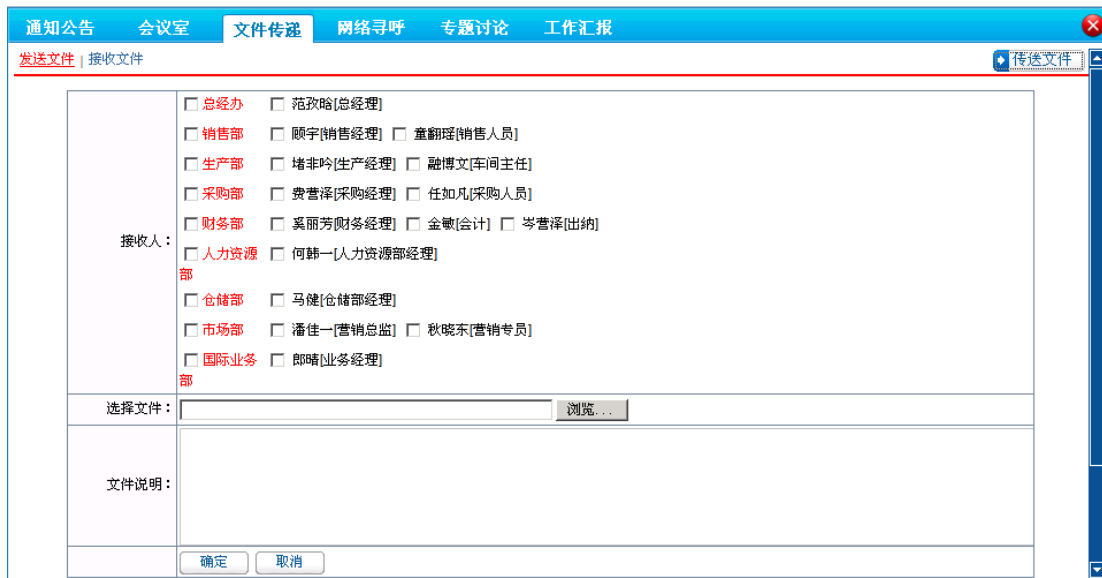 通知公告 会议室 文件传递 网络寻呼 专题讨论 工作汇报
发送文件 | 接收文件 传送文件
总经办 范孜晗[总经理]
销售部 顾宇[销售经理] 童翻瑶[销售人员]
生产部 堵非吟[生产经理] 融博文[车间主任]
采购部 费营泽[采购经理] 任如凡[采购人员]
财务部 奚丽芳[财务经理] 金敏[会计] 岑营泽[出纳]
接收人：
人力资源部 何韩一[人力资源部经理]
仓储部 马健[仓储部经理]
市场部 潘佳一[营销总监] 秋晓东[营销专员]
国际业务部 郎晴[业务经理]
选择文件： 浏览...
文件说明：
确定 取消